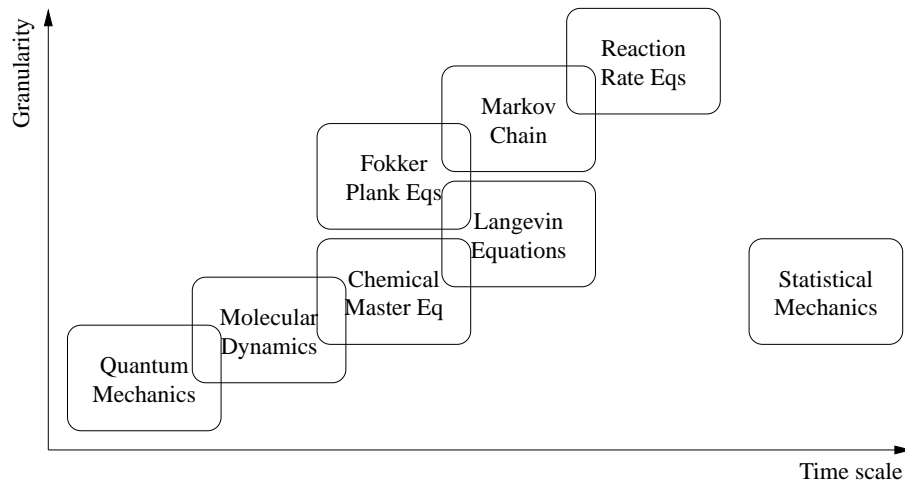 Granularity
Reaction
Rate Eqs
Markov
Chain
Fokker
Plank Eqs
Langevin
Equations
Chemical
Master Eq
Statistical
Mechanics
Molecular
Dynamics
Quantum
Mechanics
Time scale